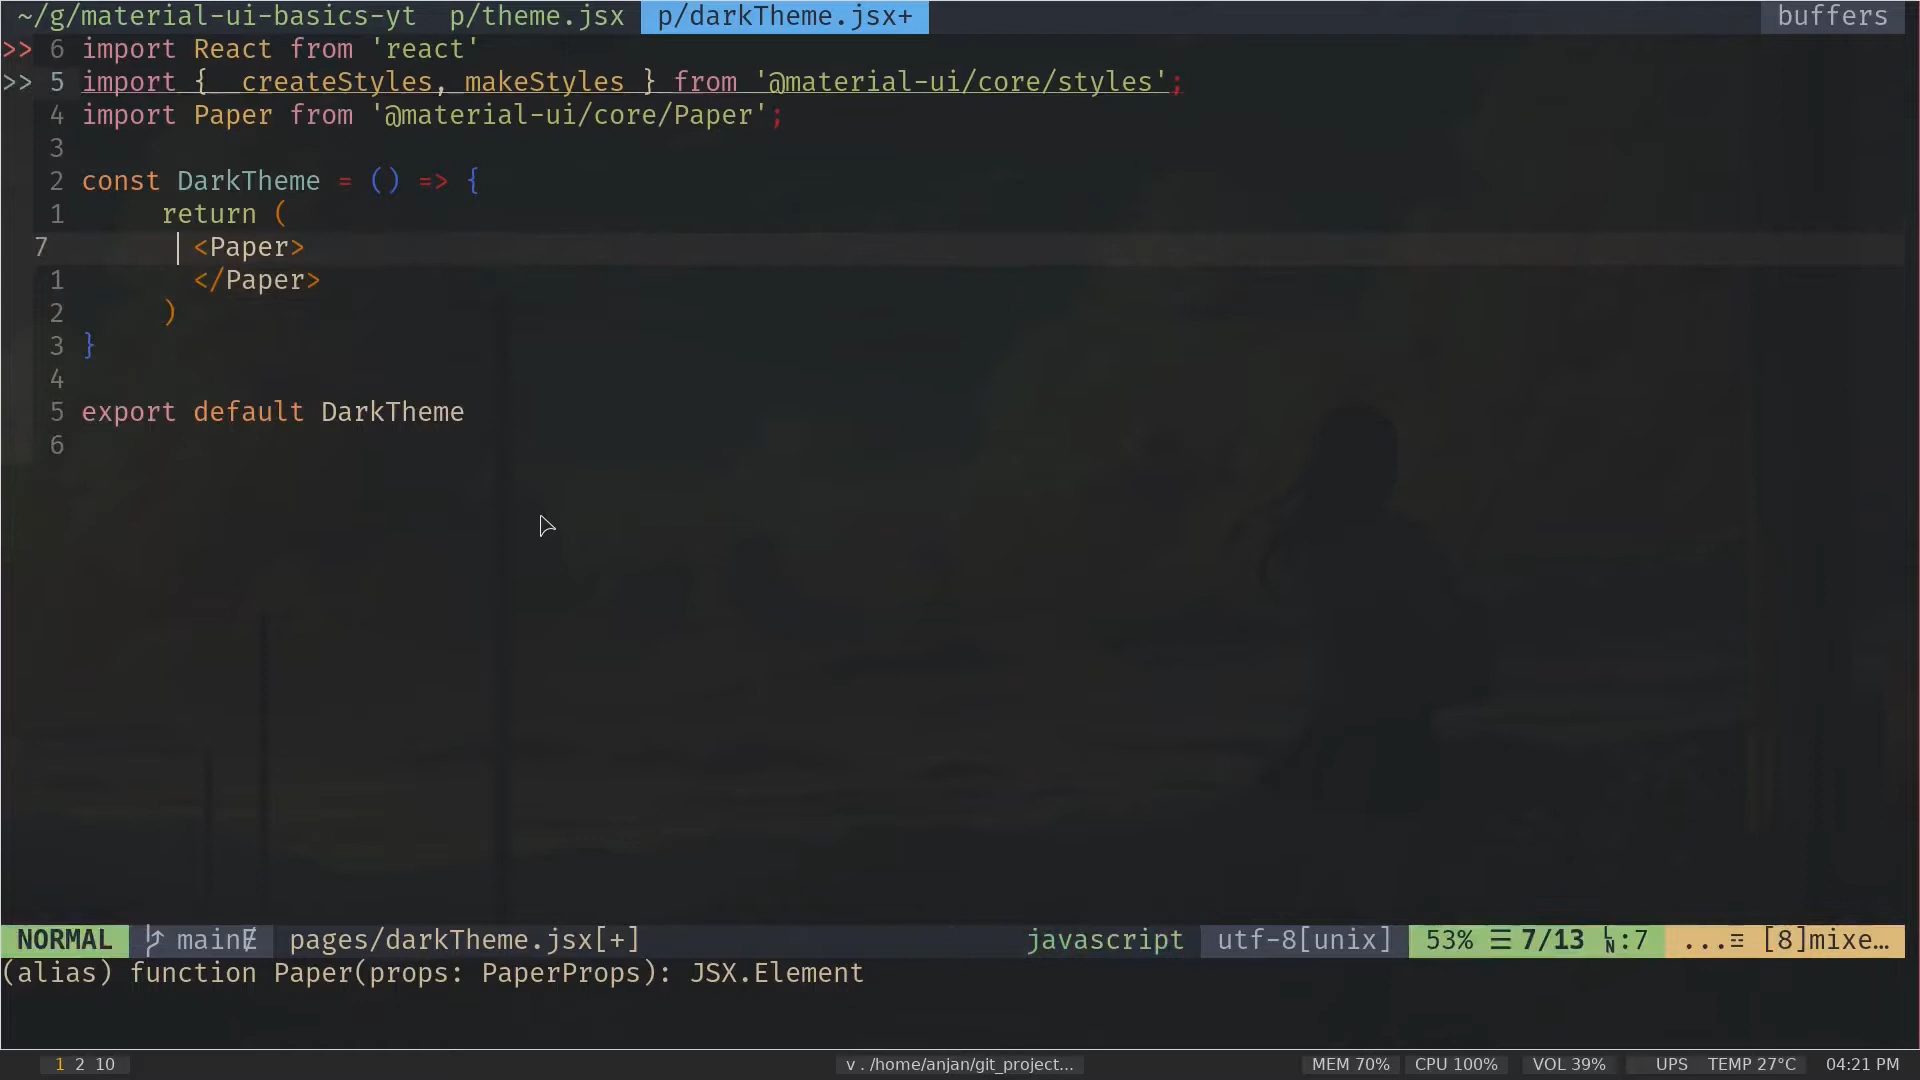 ~/g/material-ui-basics-yt p/theme.jsx p/darkTheme.jsx+ buffers
>> 6 import React from 'react'
>> 5 import { createStyles, makeStyles } from '@material-ui/core/styles';
4 import Paper from '@material-ui/core/Paper';
3
2 const DarkTheme = () => {
1 return (
7 <Paper>
1 </Paper>
2 )
3 }
4
5 export default DarkTheme
6
NORMAL main pages/darkTheme.jsx[+] javascript utf-8[unix] 53% ☰ 7/13 :7 ...☲ [8]mixe…
(alias) function Paper(props: PaperProps): JSX.Element
1 2 10 v . /home/anjan/git_project... MEM 70% CPU 100% VOL 39% UPS TEMP 27°C 04:21 PM